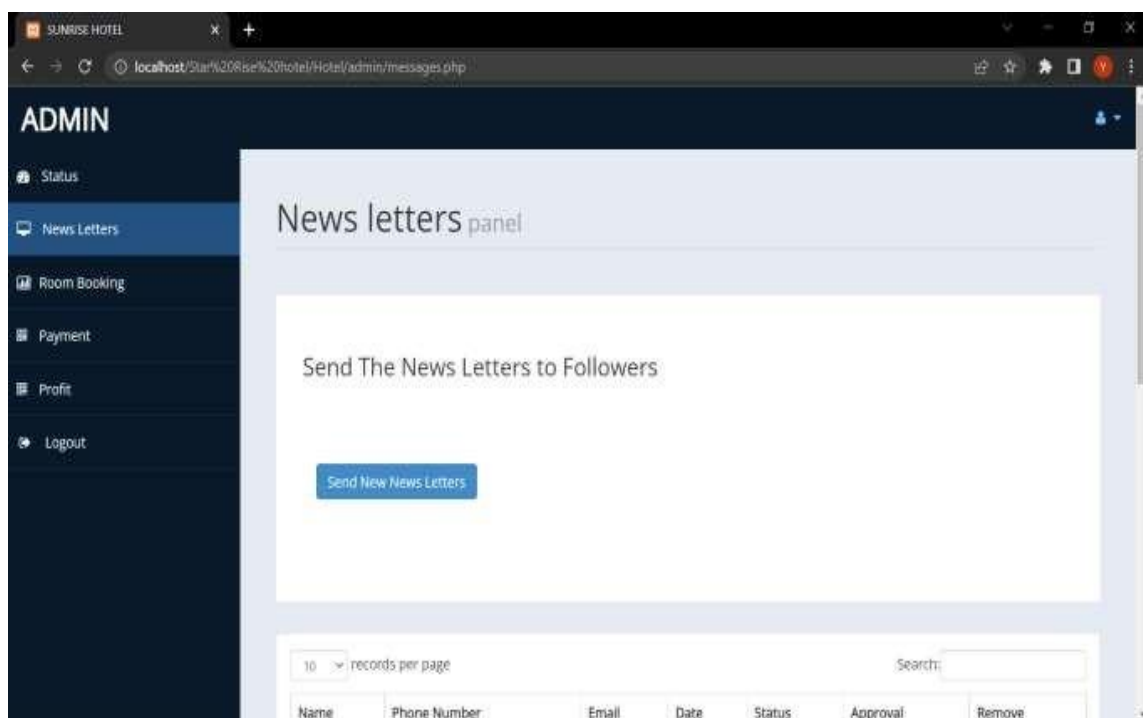 SUNRISE HOTEL
localhost/Star%20Rise%20hotel/Hotel/admin/messages.php
ADMIN
Status
News Letters
Room Booking
Payment
Profit
Logout
News letters panel
Send The News Letters to Followers
Send New News Letters
10 records per page
Search:
Name Phone Number Email Date Status Approval Remove